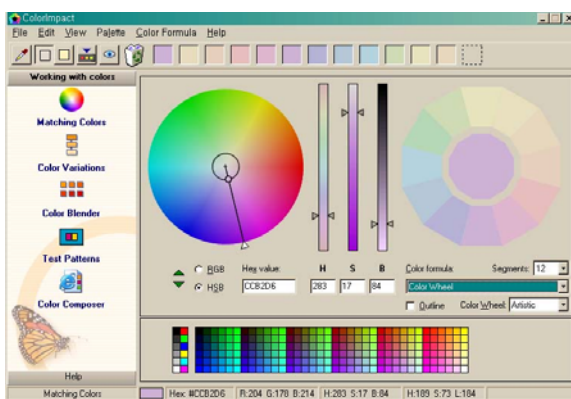 ColorImpact
File Edit View Palette Color Formula Help
Working with colors
Matching Colors
Color Variations
Color Blender
Test Patterns
Color Composer
Help
RGB
HSB
Hex value:
CCB2D6
H S B
283 17 84
Color formula: Segments: 12
Color Wheel
Outline Color Wheel: Artistic
Matching Colors Hex: #CCB2D6 R:204 G:178 B:214 H:283 S:17 B:84 H:189 S:73 L:184